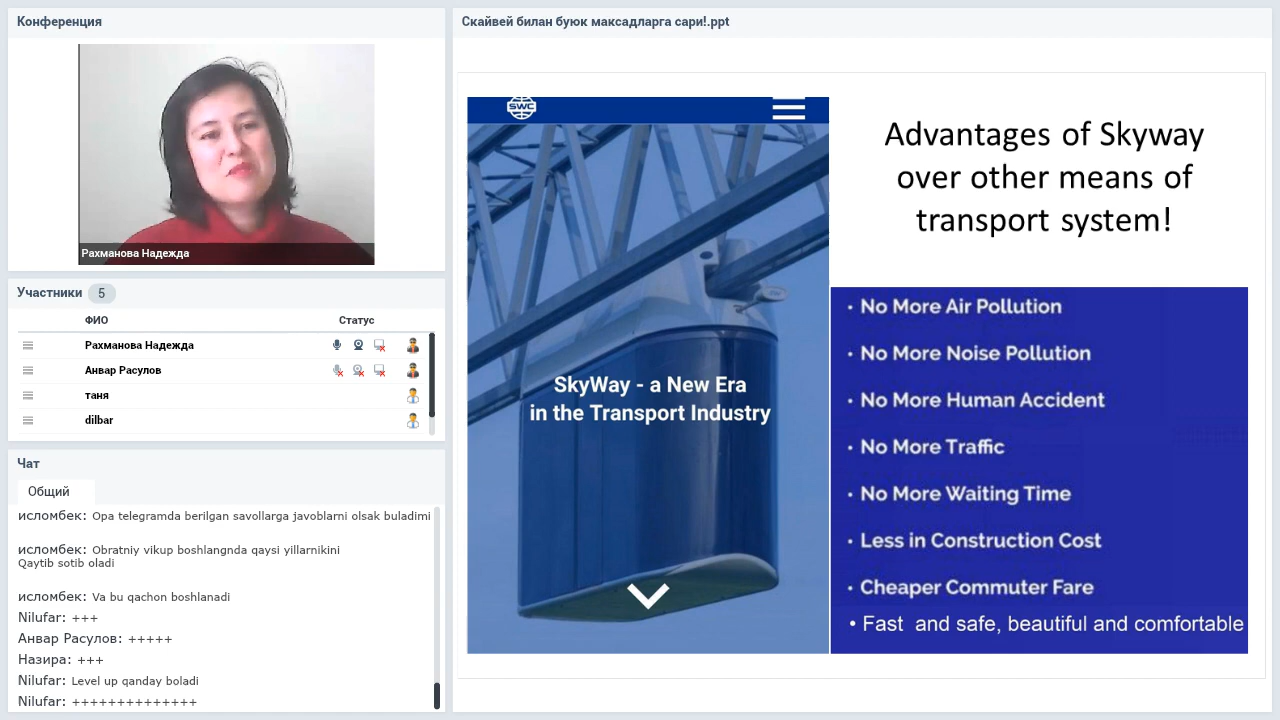 Конференция
Рахманова Надежда
Участники 5
ФИО Статус
Рахманова Надежда
Анвар Расулов
таня
dilbar
Чат
Общий
исломбек: Opa telegramda berilgan savollarga javoblarni olsak buladimi
исломбек: Obratniy vikup boshlangnda qaysi yillarnikini
Qaytib sotib oladi
исломбек: Va bu qachon boshlanadi
Nilufar: +++
Анвар Расулов: +++++
Назира: +++
Nilufar: Level up qanday boladi
Nilufar: ++++++++++++++
Скайвей билан буюк максадларга сари!.ppt
SWC
SkyWay - a New Era
in the Transport Industry
Advantages of Skyway
over other means of
transport system!
• No More Air Pollution
• No More Noise Pollution
• No More Human Accident
• No More Traffic
• No More Waiting Time
• Less in Construction Cost
• Cheaper Commuter Fare
• Fast and safe, beautiful and comfortable